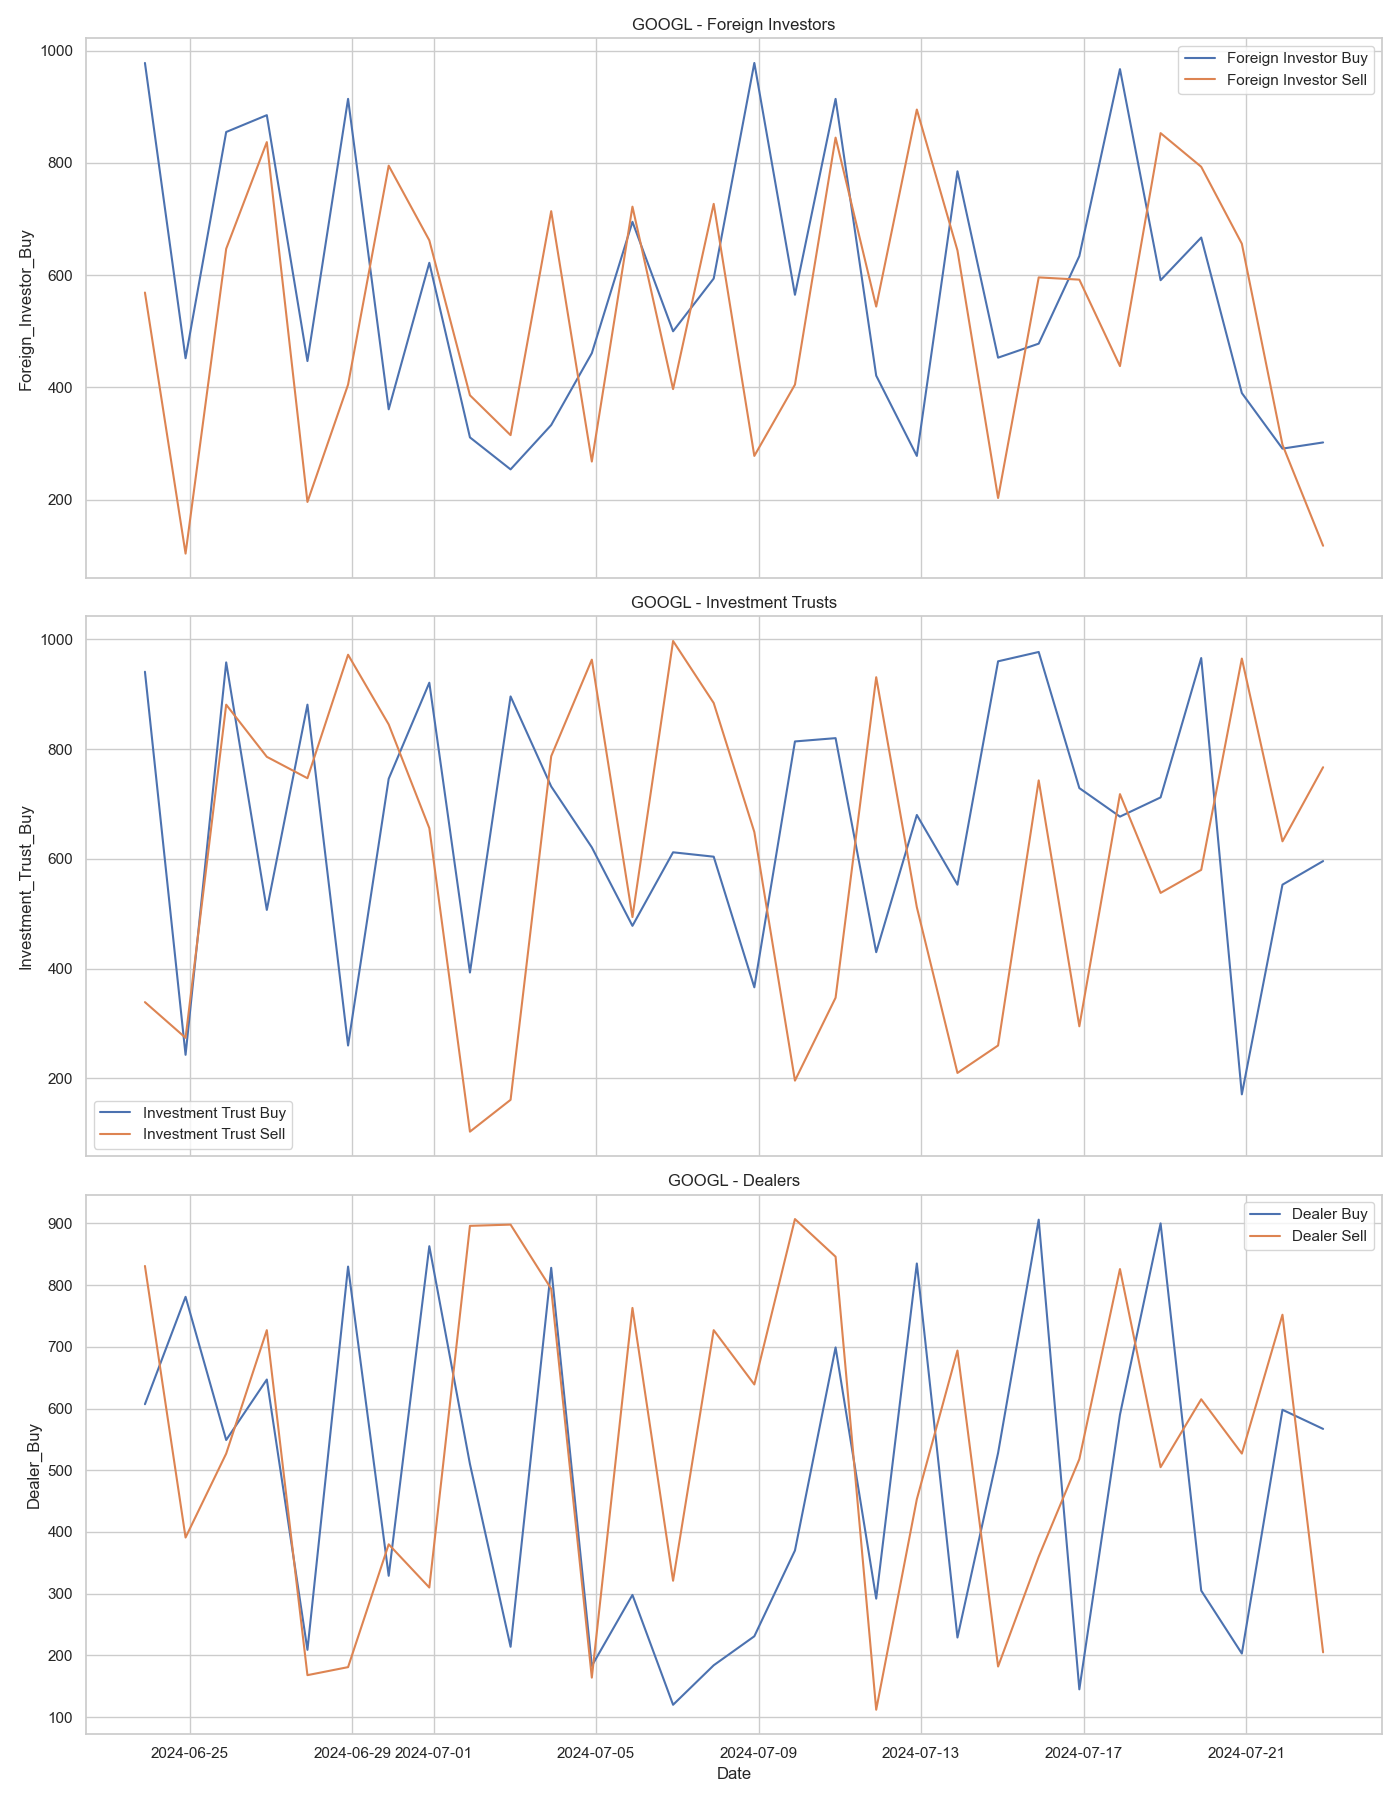 GOOGL - Foreign Investors
Foreign_Investor_Buy
1000
800
600
400
200
Foreign Investor Buy
Foreign Investor Sell
GOOGL - Investment Trusts
Investment_Trust_Buy
1000
800
600
400
200
Investment Trust Buy
Investment Trust Sell
GOOGL - Dealers
Dealer_Buy
900
800
700
600
500
400
300
200
100
Dealer Buy
Dealer Sell
2024-06-25 2024-06-29 2024-07-01 2024-07-05 2024-07-09 2024-07-13 2024-07-17 2024-07-21
Date